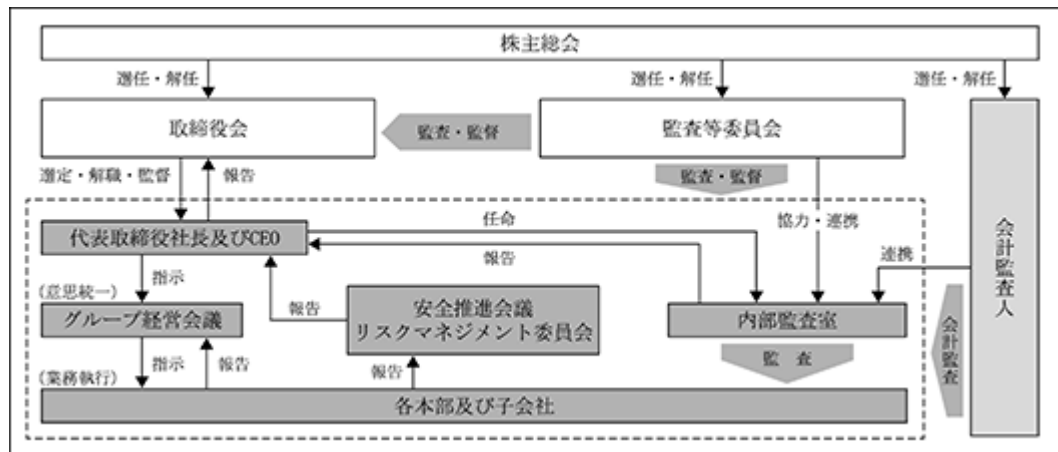 株主総会
選任・解任
選任・解任
選任・解任
取締役会
監査・監督
監査等委員会
選定・解職・監督
報告
監査・監督
協力・連携
代表取締役社長及びCEO
任命
報告
連携
会計監査人
指示
(意思統一)
グループ経営会議
報告
安全推進会議
リスクマネジメント委員会
内部監査室
会計監査
(業務執行)
指示
報告
報告
監　査
各本部及び子会社